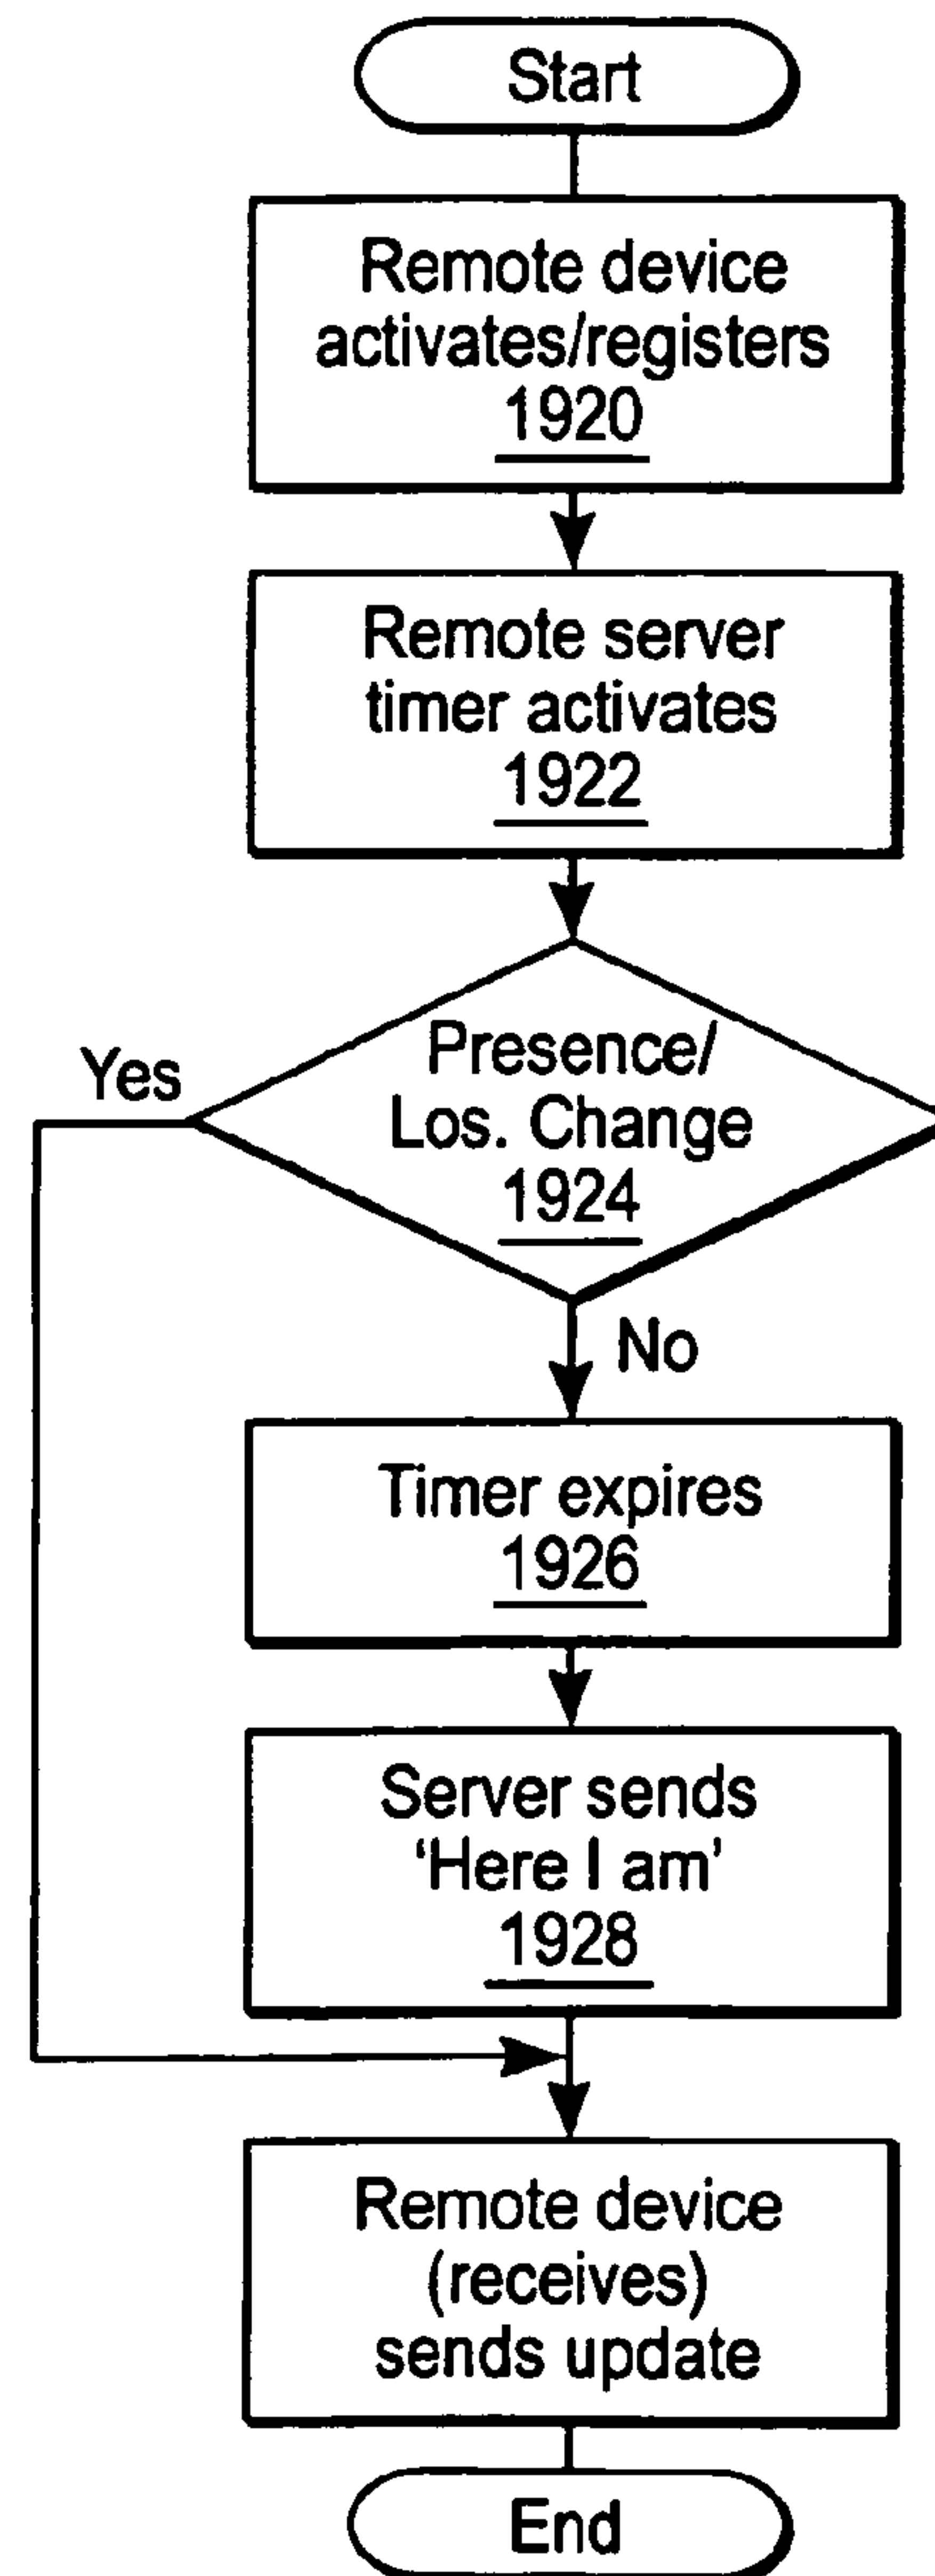 Start
Remote device
activates/registers
1920
Remote server
timer activates
1922
Presence/
Los. Change
1924
Yes
No
Timer expires
1926
Server sends
‘Here I am’
1928
Remote device
(receives)
sends update
End